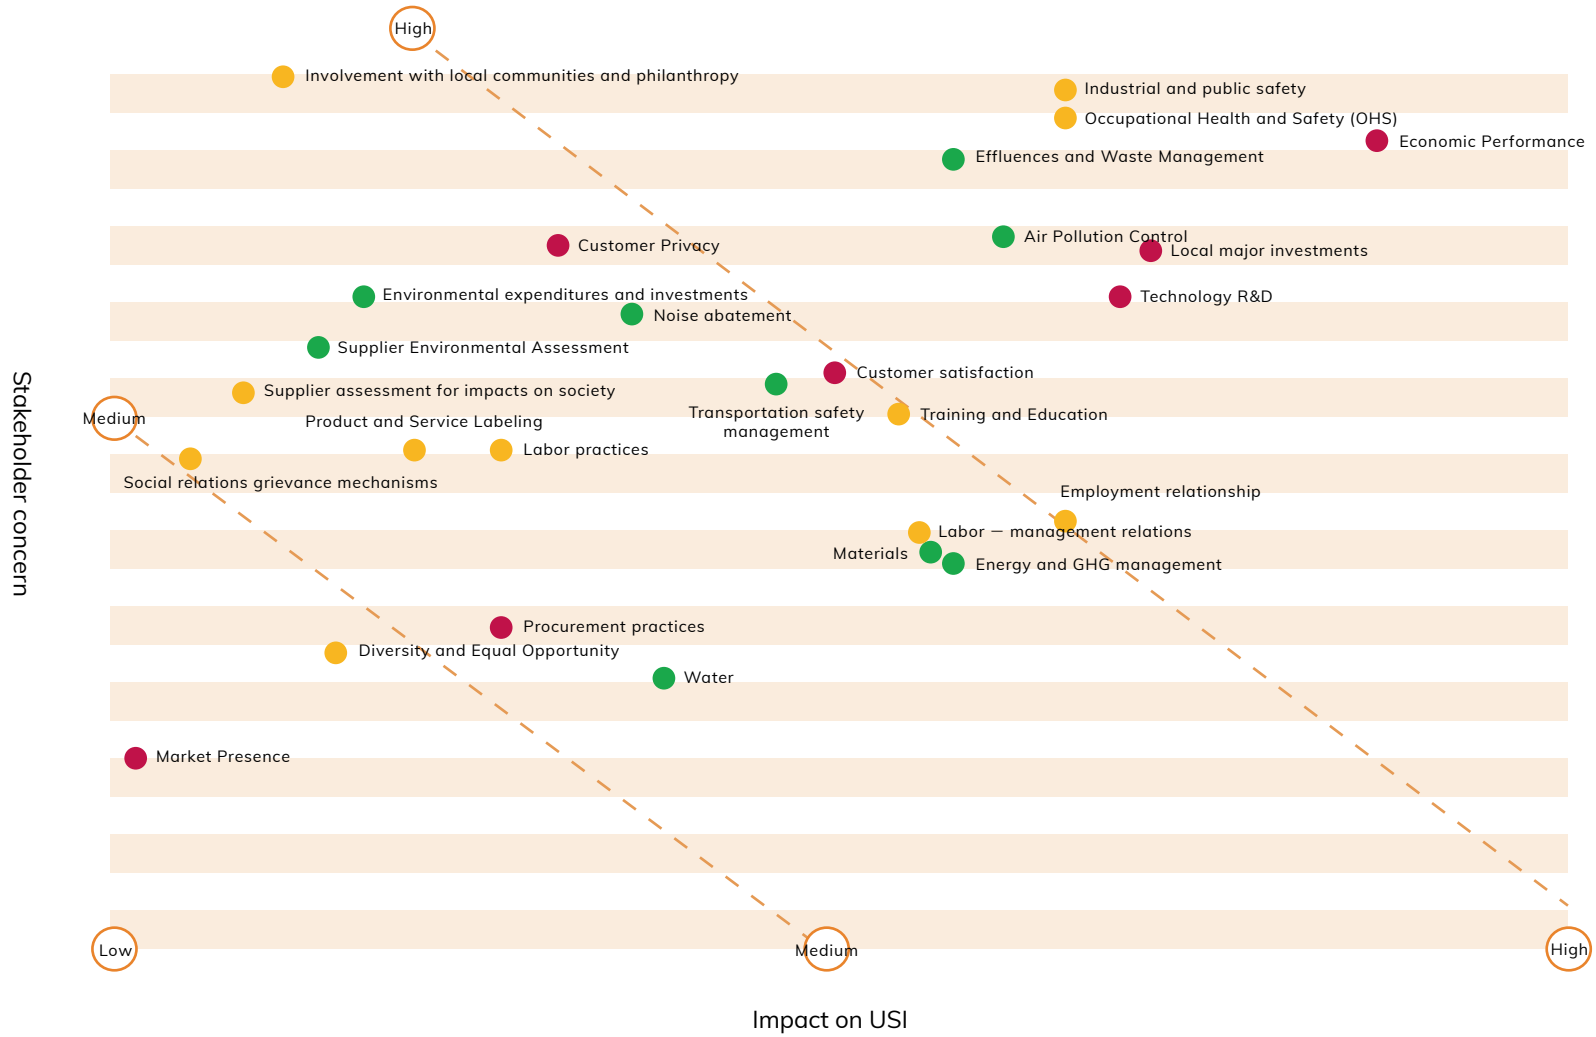 High
Involvement with local communities and philanthropy
Industrial and public safety
Occupational Health and Safety (OHS)
Economic Performance
Effluences and Waste Management
Air Pollution Control
Customer Privacy
Local major investments
Environmental expenditures and investments
Technology R&D
Noise abatement
Supplier Environmental Assessment
Customer satisfaction
Supplier assessment for impacts on society
Transportation safety
management
Training and Education
Medium
Product and Service Labeling
Labor practices
Social relations grievance mechanisms
Stakeholder concern
Employment relationship
Labor – management relations
Materials
Energy and GHG management
Procurement practices
Diversity and Equal Opportunity
Water
Market Presence
Low
Medium
High
Impact on USI